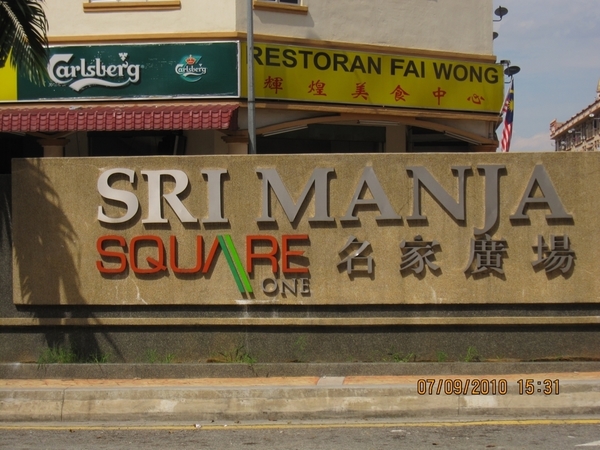 Carlsberg
Carlsberg
RESTORAN FAI WONG
輝煌美食中心
SRI MANJA
SQUARE
ONE
名家廣場
07/09/2010 15:31